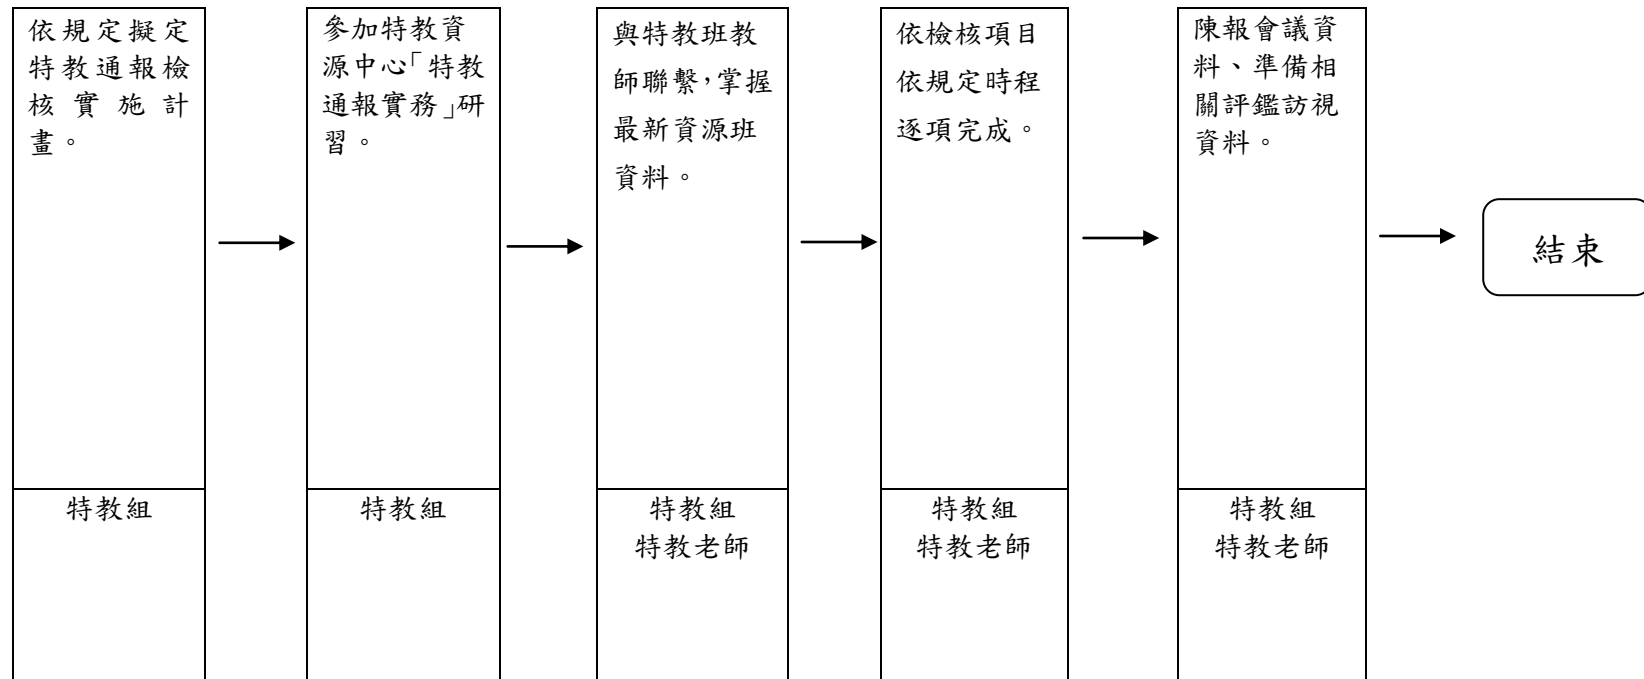 依規定擬定
特教通報檢
核實施計
畫。
參加特教資
源中心「特教
通報實務」研
習。
與特教班教
師聯繫,掌握
最新資源班
資料。
依檢核項目
依規定時程
逐項完成。
陳報會議資
料、準備相
關評鑑訪視
資料。
結束
特教組
特教組
特教組
特教老師
特教組
特教老師
特教組
特教老師